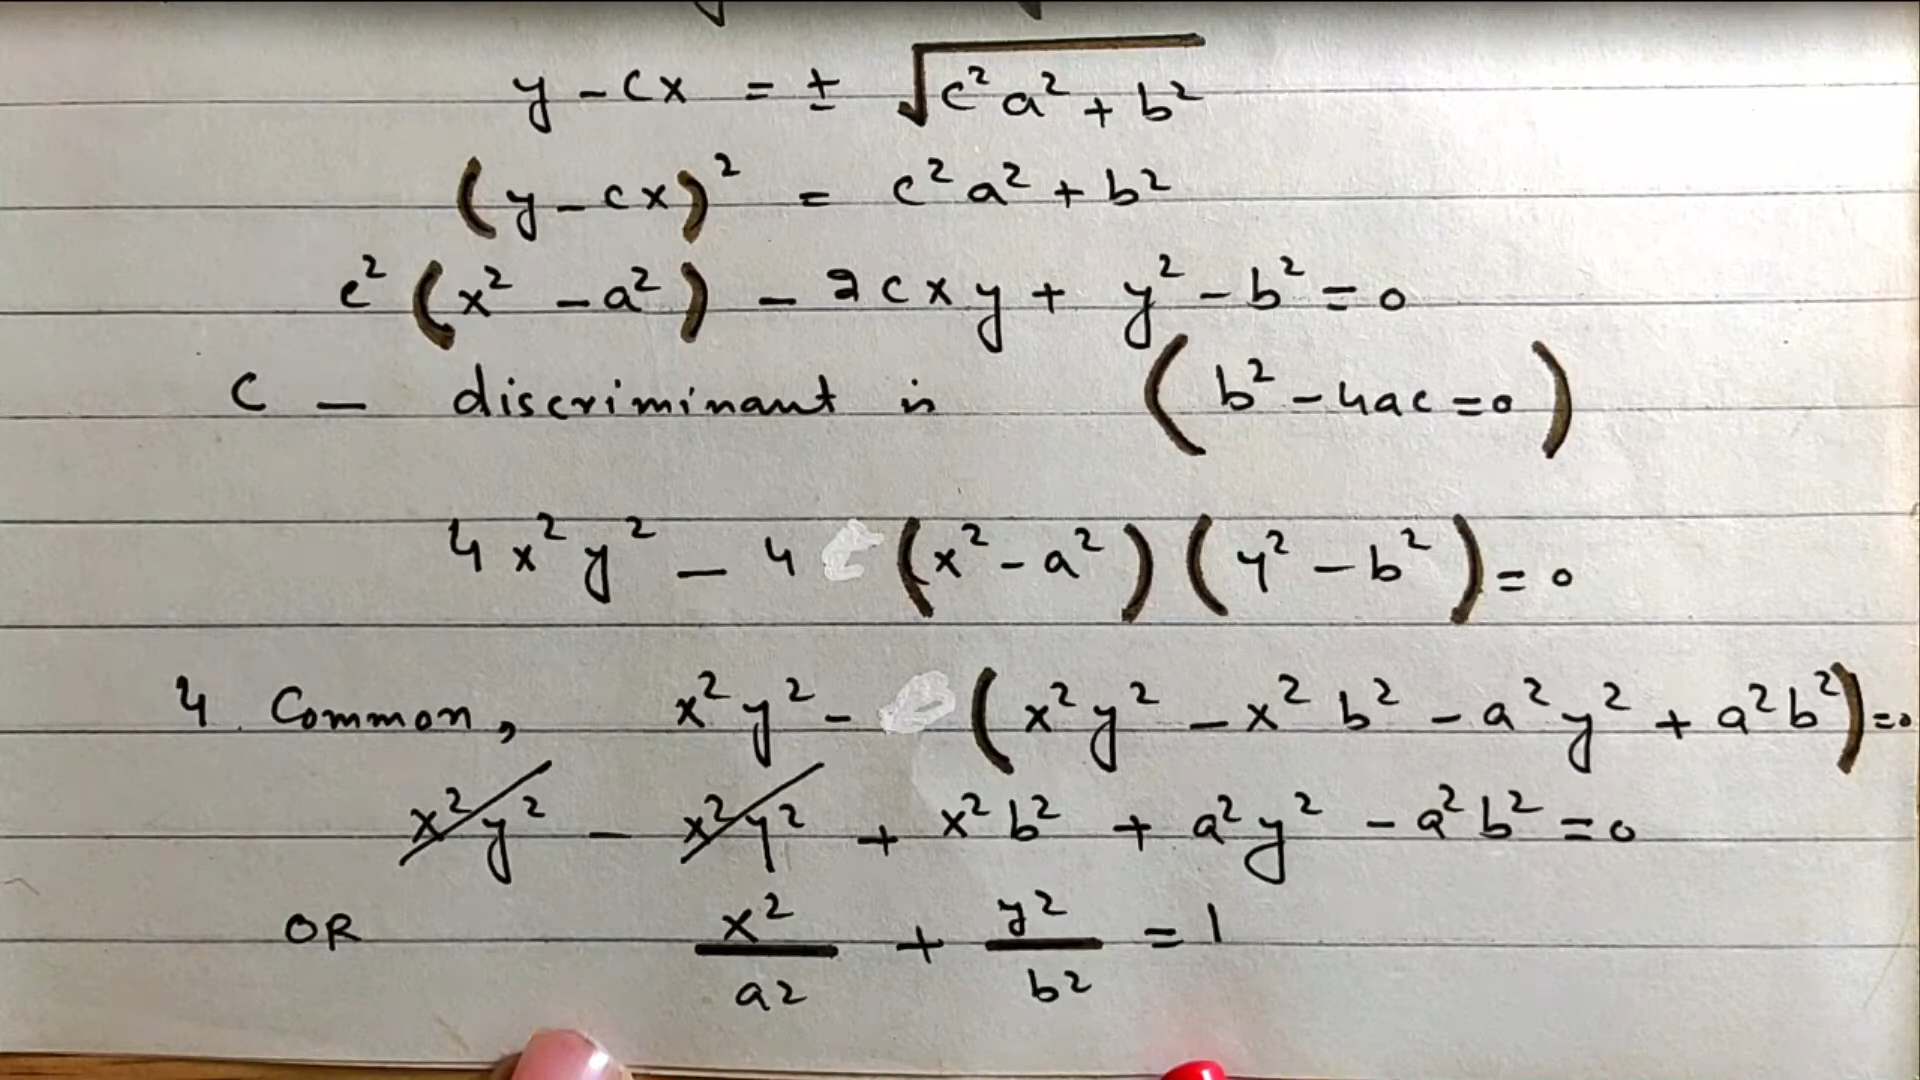 y - cx = ± √(c²a² + b²)
(y - cx)² = c²a² + b²
c² (x² - a²) - 2cxy + y² - b² = 0
C - discriminant is (b² - 4ac = 0)
4x²y² - 4 (x² - a²)(y² - b²) = 0
4 Common, x²y² - (x²y² - x²b² - a²y² + a²b²) = 0
x²y² - x²y² + x²b² + a²y² - a²b² = 0
OR x²/a² + y²/b² = 1